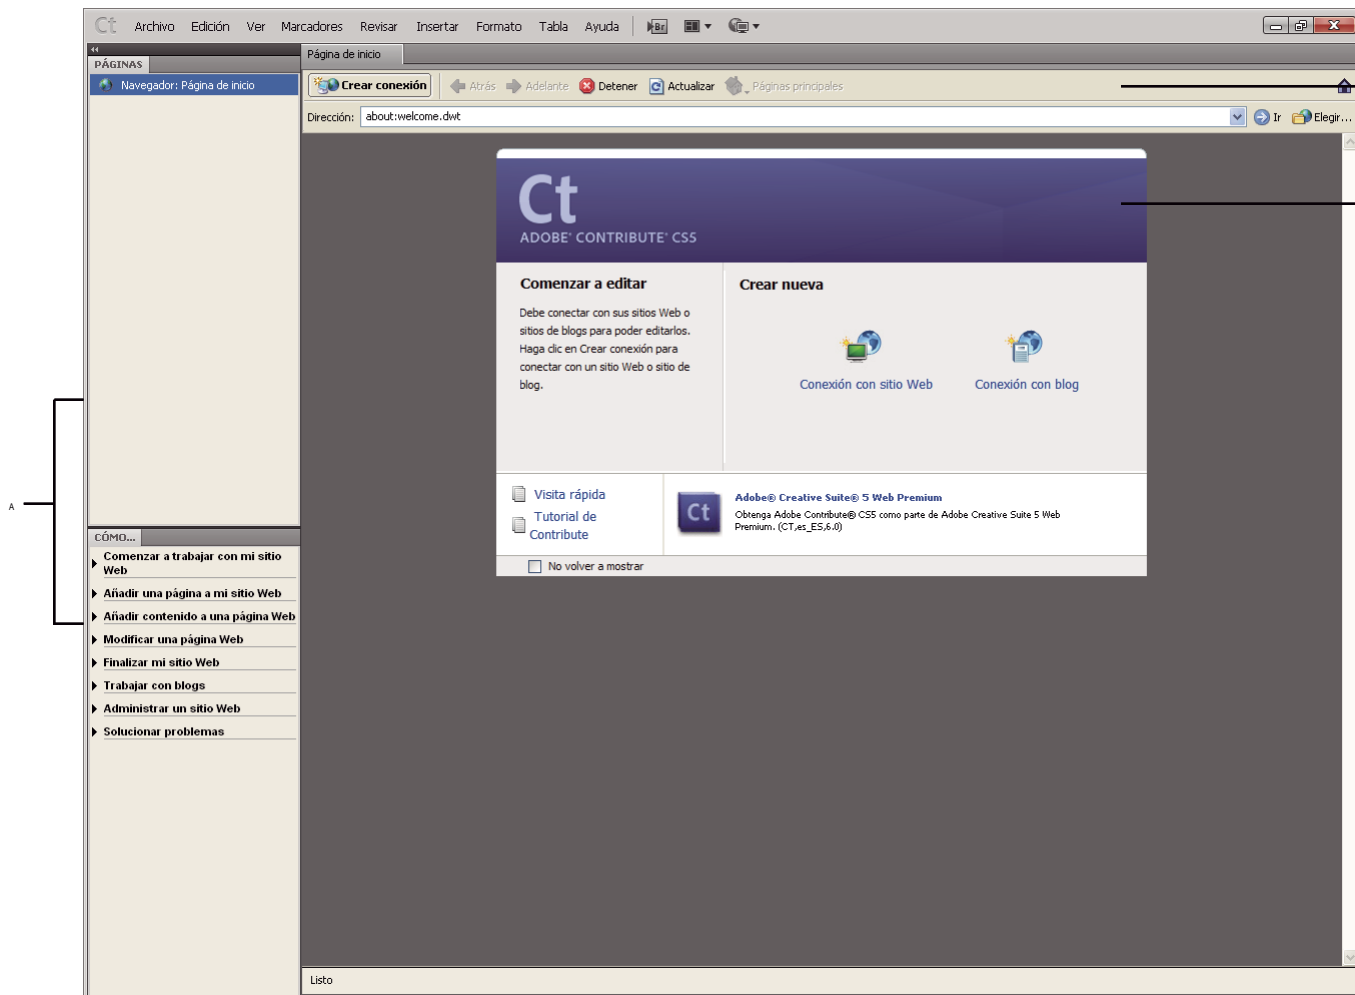 Ct Archivo Edición Ver Marcadores Revisar Insertar Formato Tabla Ayuda Br
PÁGINAS
Navegador: Página de inicio
Página de inicio
Crear conexión Atrás Adelante Detener Actualizar Páginas principales
Dirección: about:welcome.dwt Ir Elegir...
Ct
ADOBE® CONTRIBUTE® CS5
Comenzar a editar
Debe conectar con sus sitios Web o
sitios de blogs para poder editarlos.
Haga clic en Crear conexión para
conectar con un sitio Web o sitio de
blog.
Crear nueva
Conexión con sitio Web
Conexión con blog
Visita rápida
Tutorial de
Contribute
Ct
Adobe® Creative Suite® 5 Web Premium
Obtenga Adobe Contribute® CS5 como parte de Adobe Creative Suite 5 Web
Premium. (CT,es_ES,6.0)
No volver a mostrar
A
CÓMO...
Comenzar a trabajar con mi sitio
Web
Añadir una página a mi sitio Web
Añadir contenido a una página Web
Modificar una página Web
Finalizar mi sitio Web
Trabajar con blogs
Administrar un sitio Web
Solucionar problemas
Listo